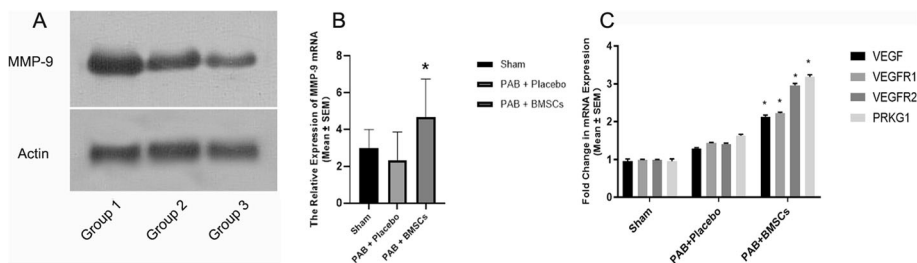 A
MMP-9
Actin
Group 1
Group 2
Group 3
B
The Relative Expression of MMP-9 mRNA
(Mean ± SEM)
8
6
4
2
0
*
Sham
PAB + Placebo
PAB + BMSCs
Sham
PAB + Placebo
PAB + BMSCs
C
Fold Change in mRNA Expression
(Mean ± SEM)
4
3
2
1
0
* * * *
Sham
PAB+Placebo
PAB+BMSCs
VEGF
VEGFR1
VEGFR2
PRKG1